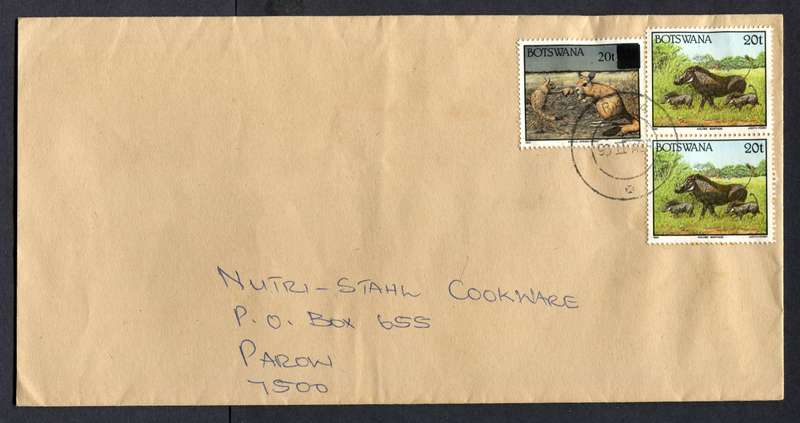 BOTSWANA
20t
BOTSWANA 20t
BOTSWANA 20t
NUTRI-STAHL COOKWARE
P.O. BOX 655
PAROW
7500